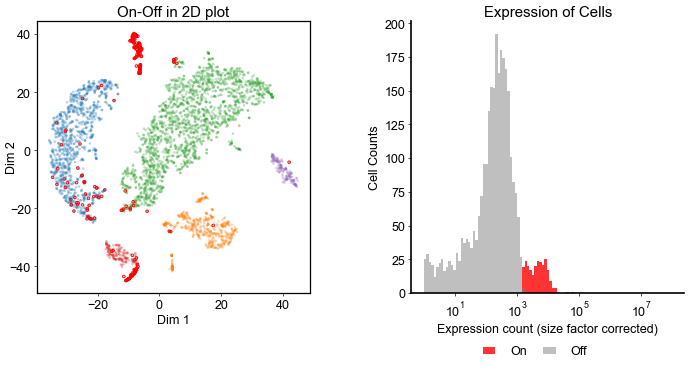 On-Off in 2D plot
40
20
0
−20
−40
Dim 2
−20
0
20
40
Dim 1
Expression of Cells
200
175
150
125
100
75
50
25
0
Cell Counts
10^1
10^3
10^5
10^7
Expression count (size factor corrected)
On
Off